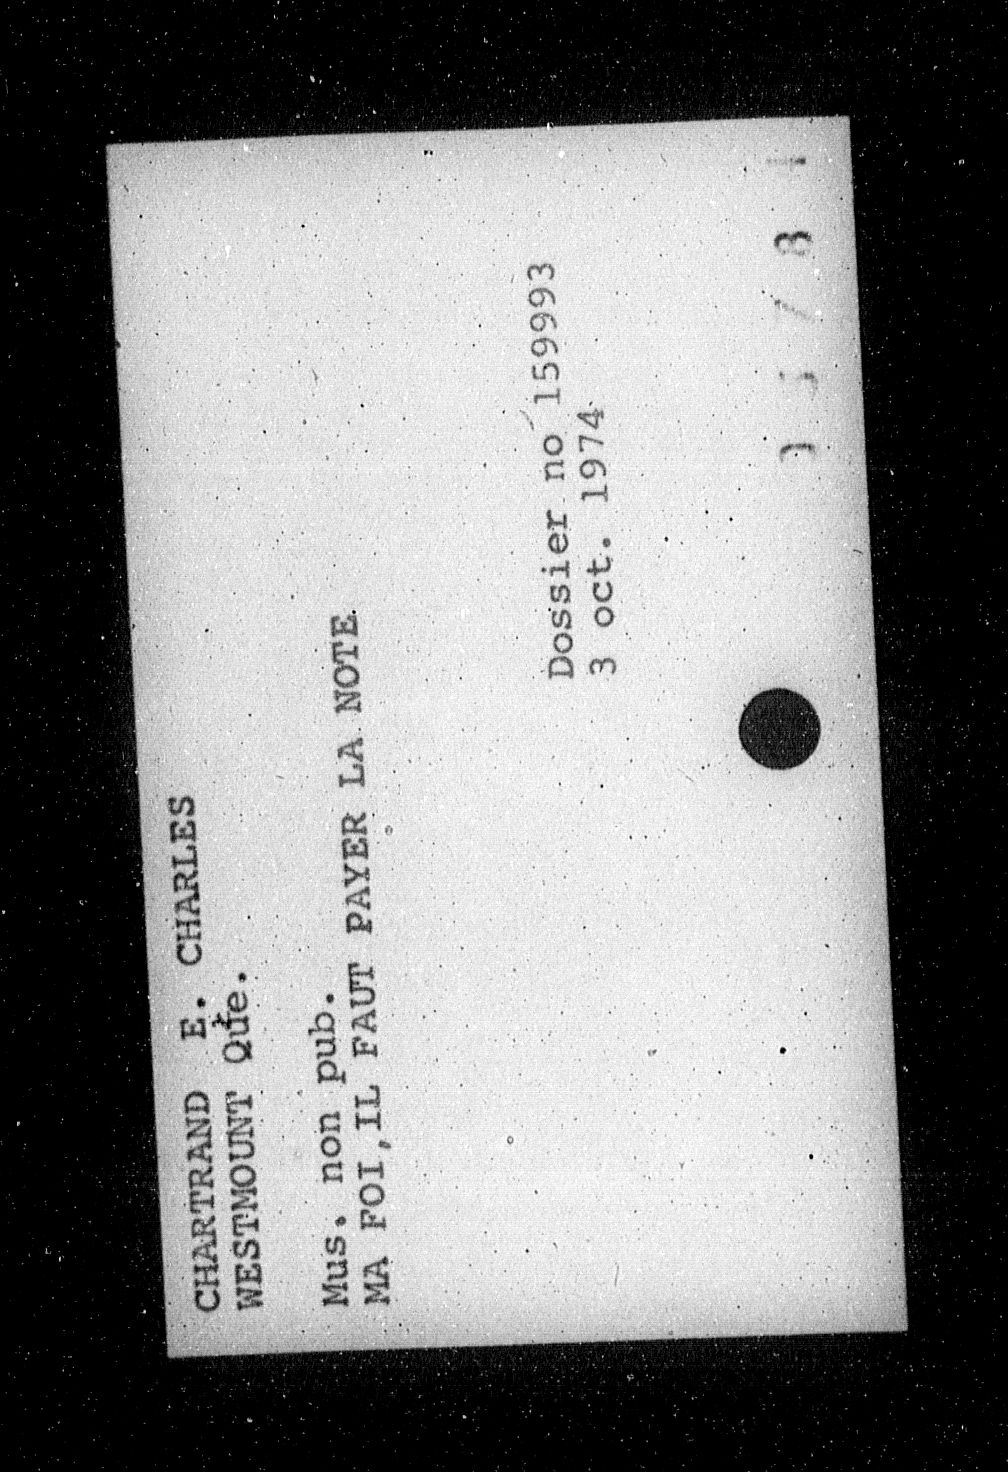 CHARTRAND E. CHARLES
WESTMOUNT Que.
Mus. non pub.
MA FOI,IL FAUT PAYER LA NOTE
Dossier no 159993
3 oct. 1974